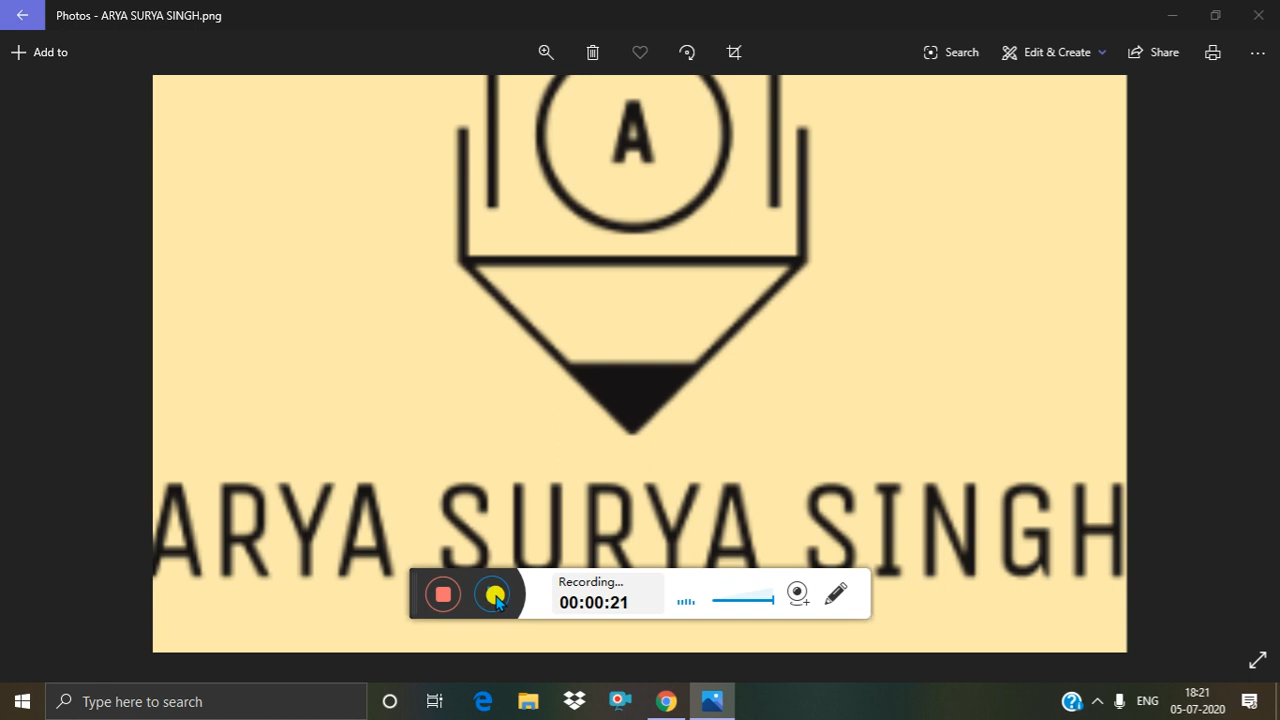 Photos - ARYA SURYA SINGH.png
Add to
Search
Edit & Create
Share
A
ARYA SURYA SINGH
Recording...
00:00:21
Type here to search
ENG
18:21
05-07-2020